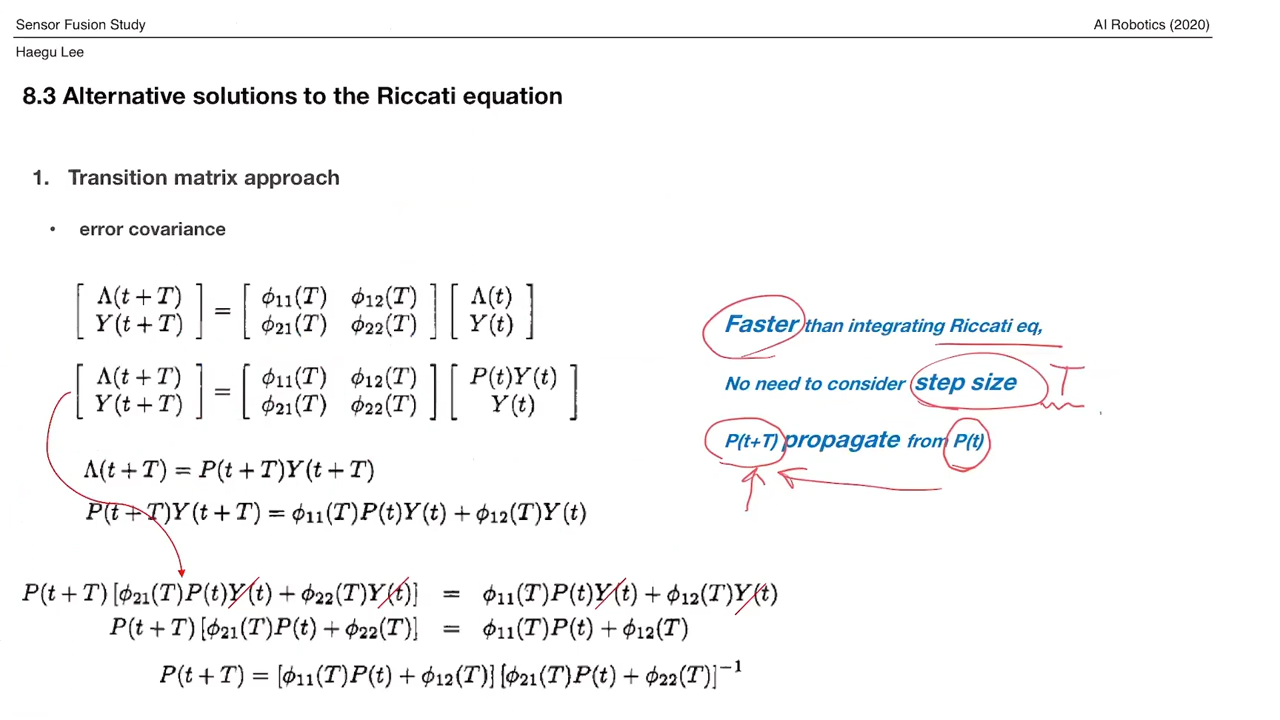 Sensor Fusion Study
AI Robotics (2020)
Haegu Lee
8.3 Alternative solutions to the Riccati equation
1. Transition matrix approach
• error covariance
[ Λ(t + T) ; Y(t + T) ] = [ ϕ11(T) ϕ12(T) ; ϕ21(T) ϕ22(T) ] [ Λ(t) ; Y(t) ]
[ Λ(t + T) ; Y(t + T) ] = [ ϕ11(T) ϕ12(T) ; ϕ21(T) ϕ22(T) ] [ P(t)Y(t) ; Y(t) ]
Λ(t + T) = P(t + T)Y(t + T)
P(t + T)Y(t + T) = ϕ11(T)P(t)Y(t) + ϕ12(T)Y(t)
P(t + T) [ϕ21(T)P(t)Y(t) + ϕ22(T)Y(t)] = ϕ11(T)P(t)Y(t) + ϕ12(T)Y(t)
P(t + T) [ϕ21(T)P(t) + ϕ22(T)] = ϕ11(T)P(t) + ϕ12(T)
P(t + T) = [ϕ11(T)P(t) + ϕ12(T)] [ϕ21(T)P(t) + ϕ22(T)]⁻¹
Faster than integrating Riccati eq,
No need to consider step size T
P(t+T) propagate from P(t)